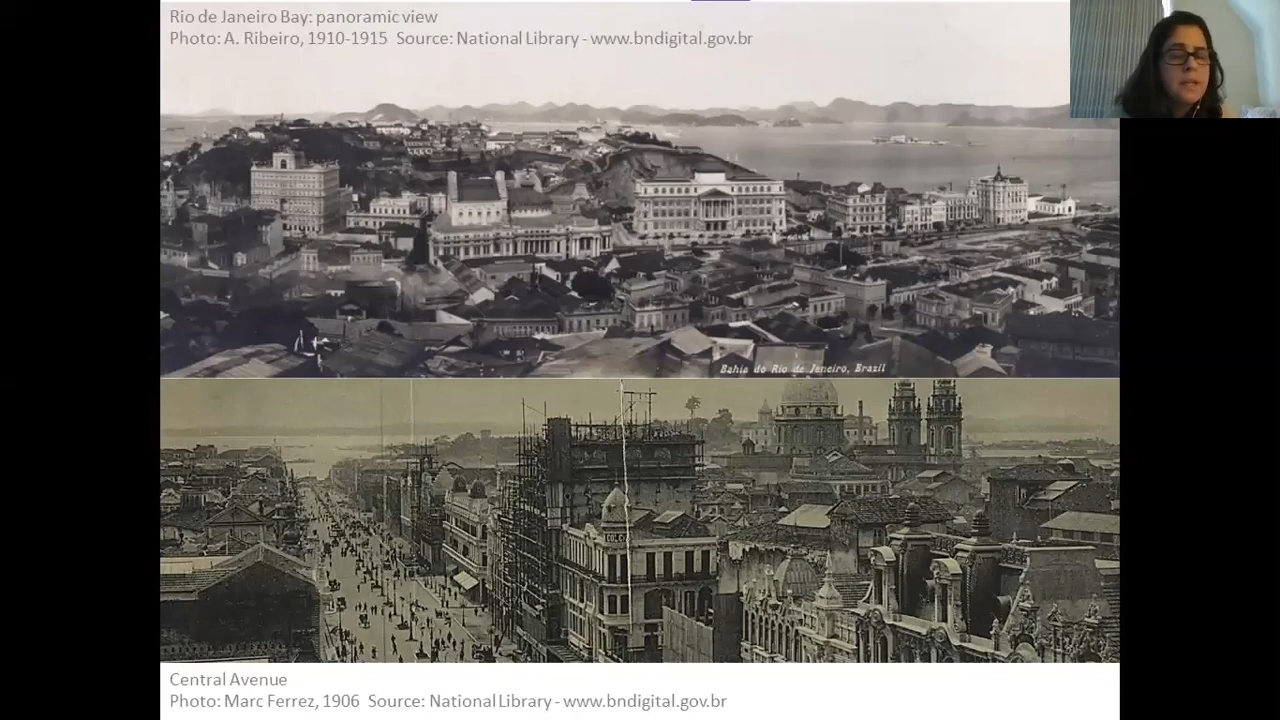 Rio de Janeiro Bay: panoramic view
Photo: A. Ribeiro, 1910-1915  Source: National Library - www.bndigital.gov.br
Bahia do Rio de Janeiro, Brazil
Central Avenue
Photo: Marc Ferrez, 1906  Source: National Library - www.bndigital.gov.br